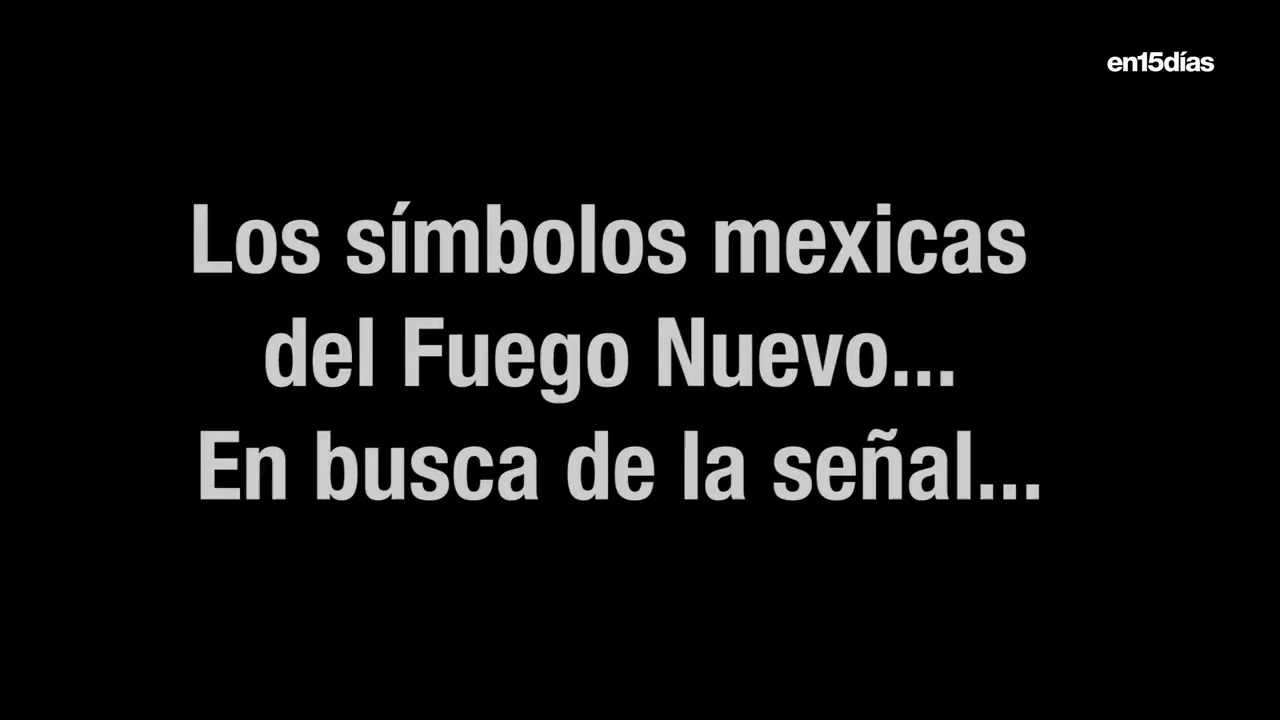 en15días
Los símbolos mexicas
del Fuego Nuevo...
En busca de la señal...